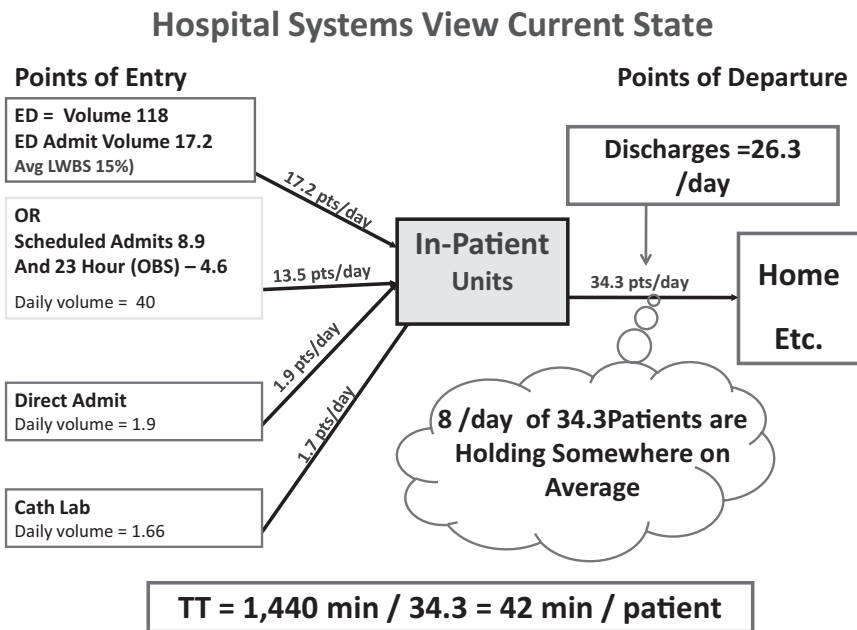 Hospital Systems View Current State
Points of Entry
Points of Departure
ED = Volume 118
ED Admit Volume 17.2
Avg LWBS 15%)
OR
Scheduled Admits 8.9
And 23 Hour (OBS) – 4.6
Daily volume = 40
Direct Admit
Daily volume = 1.9
Cath Lab
Daily volume = 1.66
17.2 pts/day
13.5 pts/day
1.9 pts/day
1.7 pts/day
In-Patient
Units
Discharges =26.3
/day
34.3 pts/day
Home
Etc.
8 /day of 34.3Patients are
Holding Somewhere on
Average
TT = 1,440 min / 34.3 = 42 min / patient